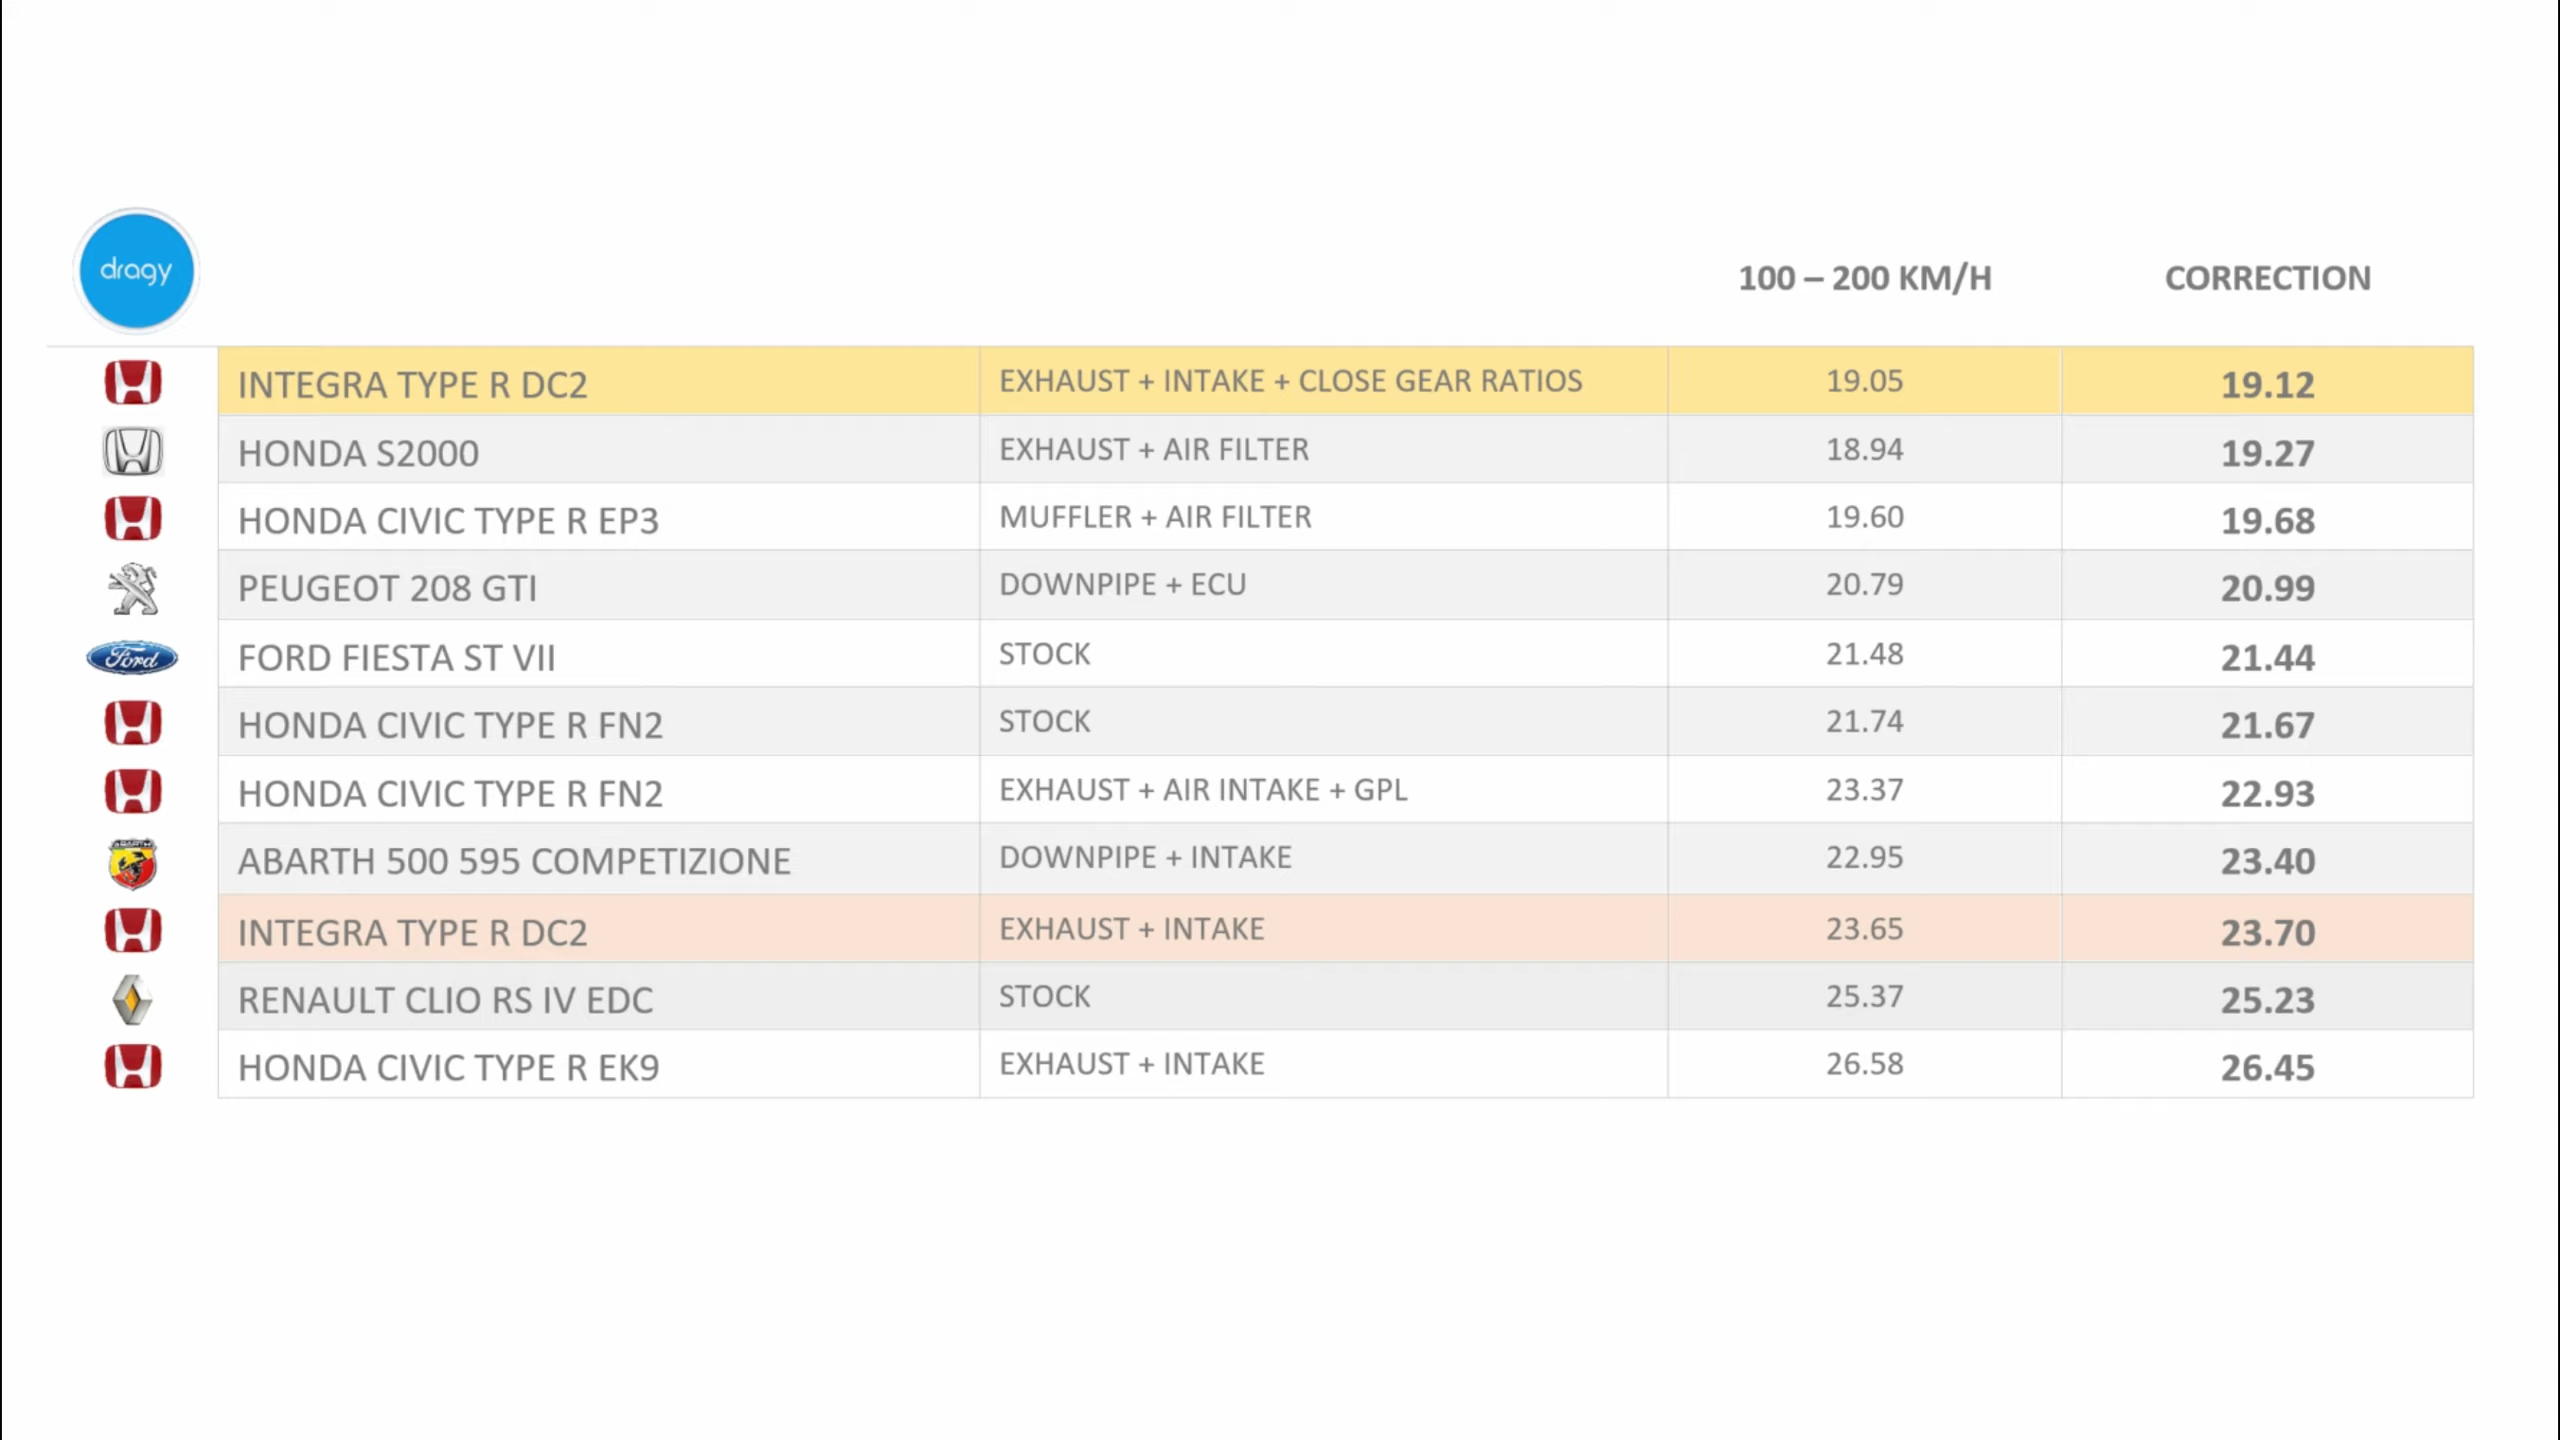 dragy
100 – 200 KM/H CORRECTION
INTEGRA TYPE R DC2 EXHAUST + INTAKE + CLOSE GEAR RATIOS 19.05 19.12
HONDA S2000 EXHAUST + AIR FILTER 18.94 19.27
HONDA CIVIC TYPE R EP3 MUFFLER + AIR FILTER 19.60 19.68
PEUGEOT 208 GTI DOWNPIPE + ECU 20.79 20.99
Ford FORD FIESTA ST VII STOCK 21.48 21.44
HONDA CIVIC TYPE R FN2 STOCK 21.74 21.67
HONDA CIVIC TYPE R FN2 EXHAUST + AIR INTAKE + GPL 23.37 22.93
ABARTH ABARTH 500 595 COMPETIZIONE DOWNPIPE + INTAKE 22.95 23.40
INTEGRA TYPE R DC2 EXHAUST + INTAKE 23.65 23.70
RENAULT CLIO RS IV EDC STOCK 25.37 25.23
HONDA CIVIC TYPE R EK9 EXHAUST + INTAKE 26.58 26.45